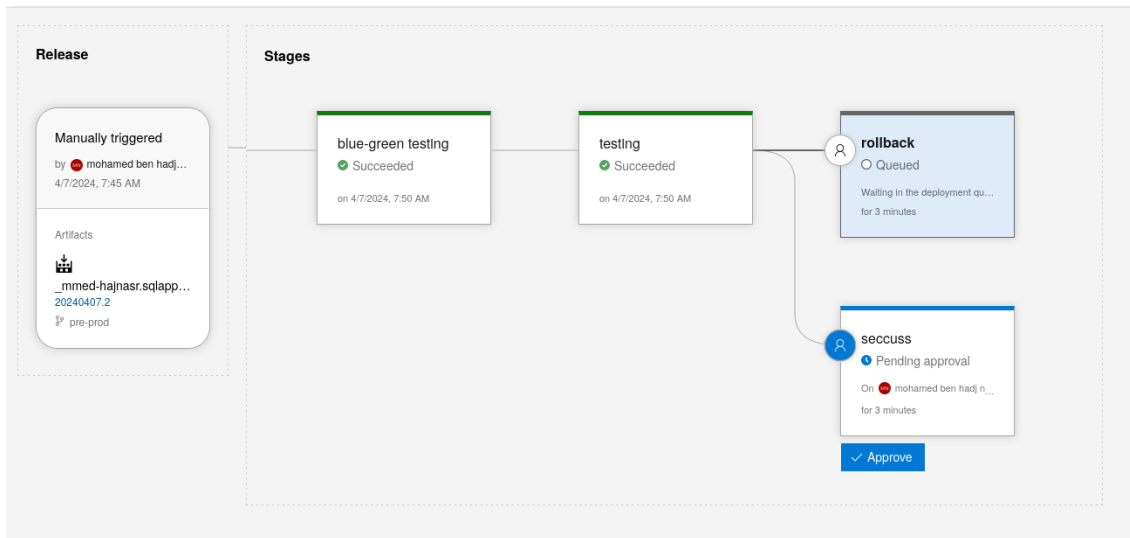 Release
Stages
Manually triggered
by mohamed ben hadj...
4/7/2024, 7:45 AM
Artifacts
_mmed-hajnasr.sqlapp...
20240407.2
pre-prod
blue-green testing
Succeeded
on 4/7/2024, 7:50 AM
testing
Succeeded
on 4/7/2024, 7:50 AM
rollback
Queued
Waiting in the deployment qu...
for 3 minutes
seccuss
Pending approval
On mohamed ben hadj n...
for 3 minutes
Approve